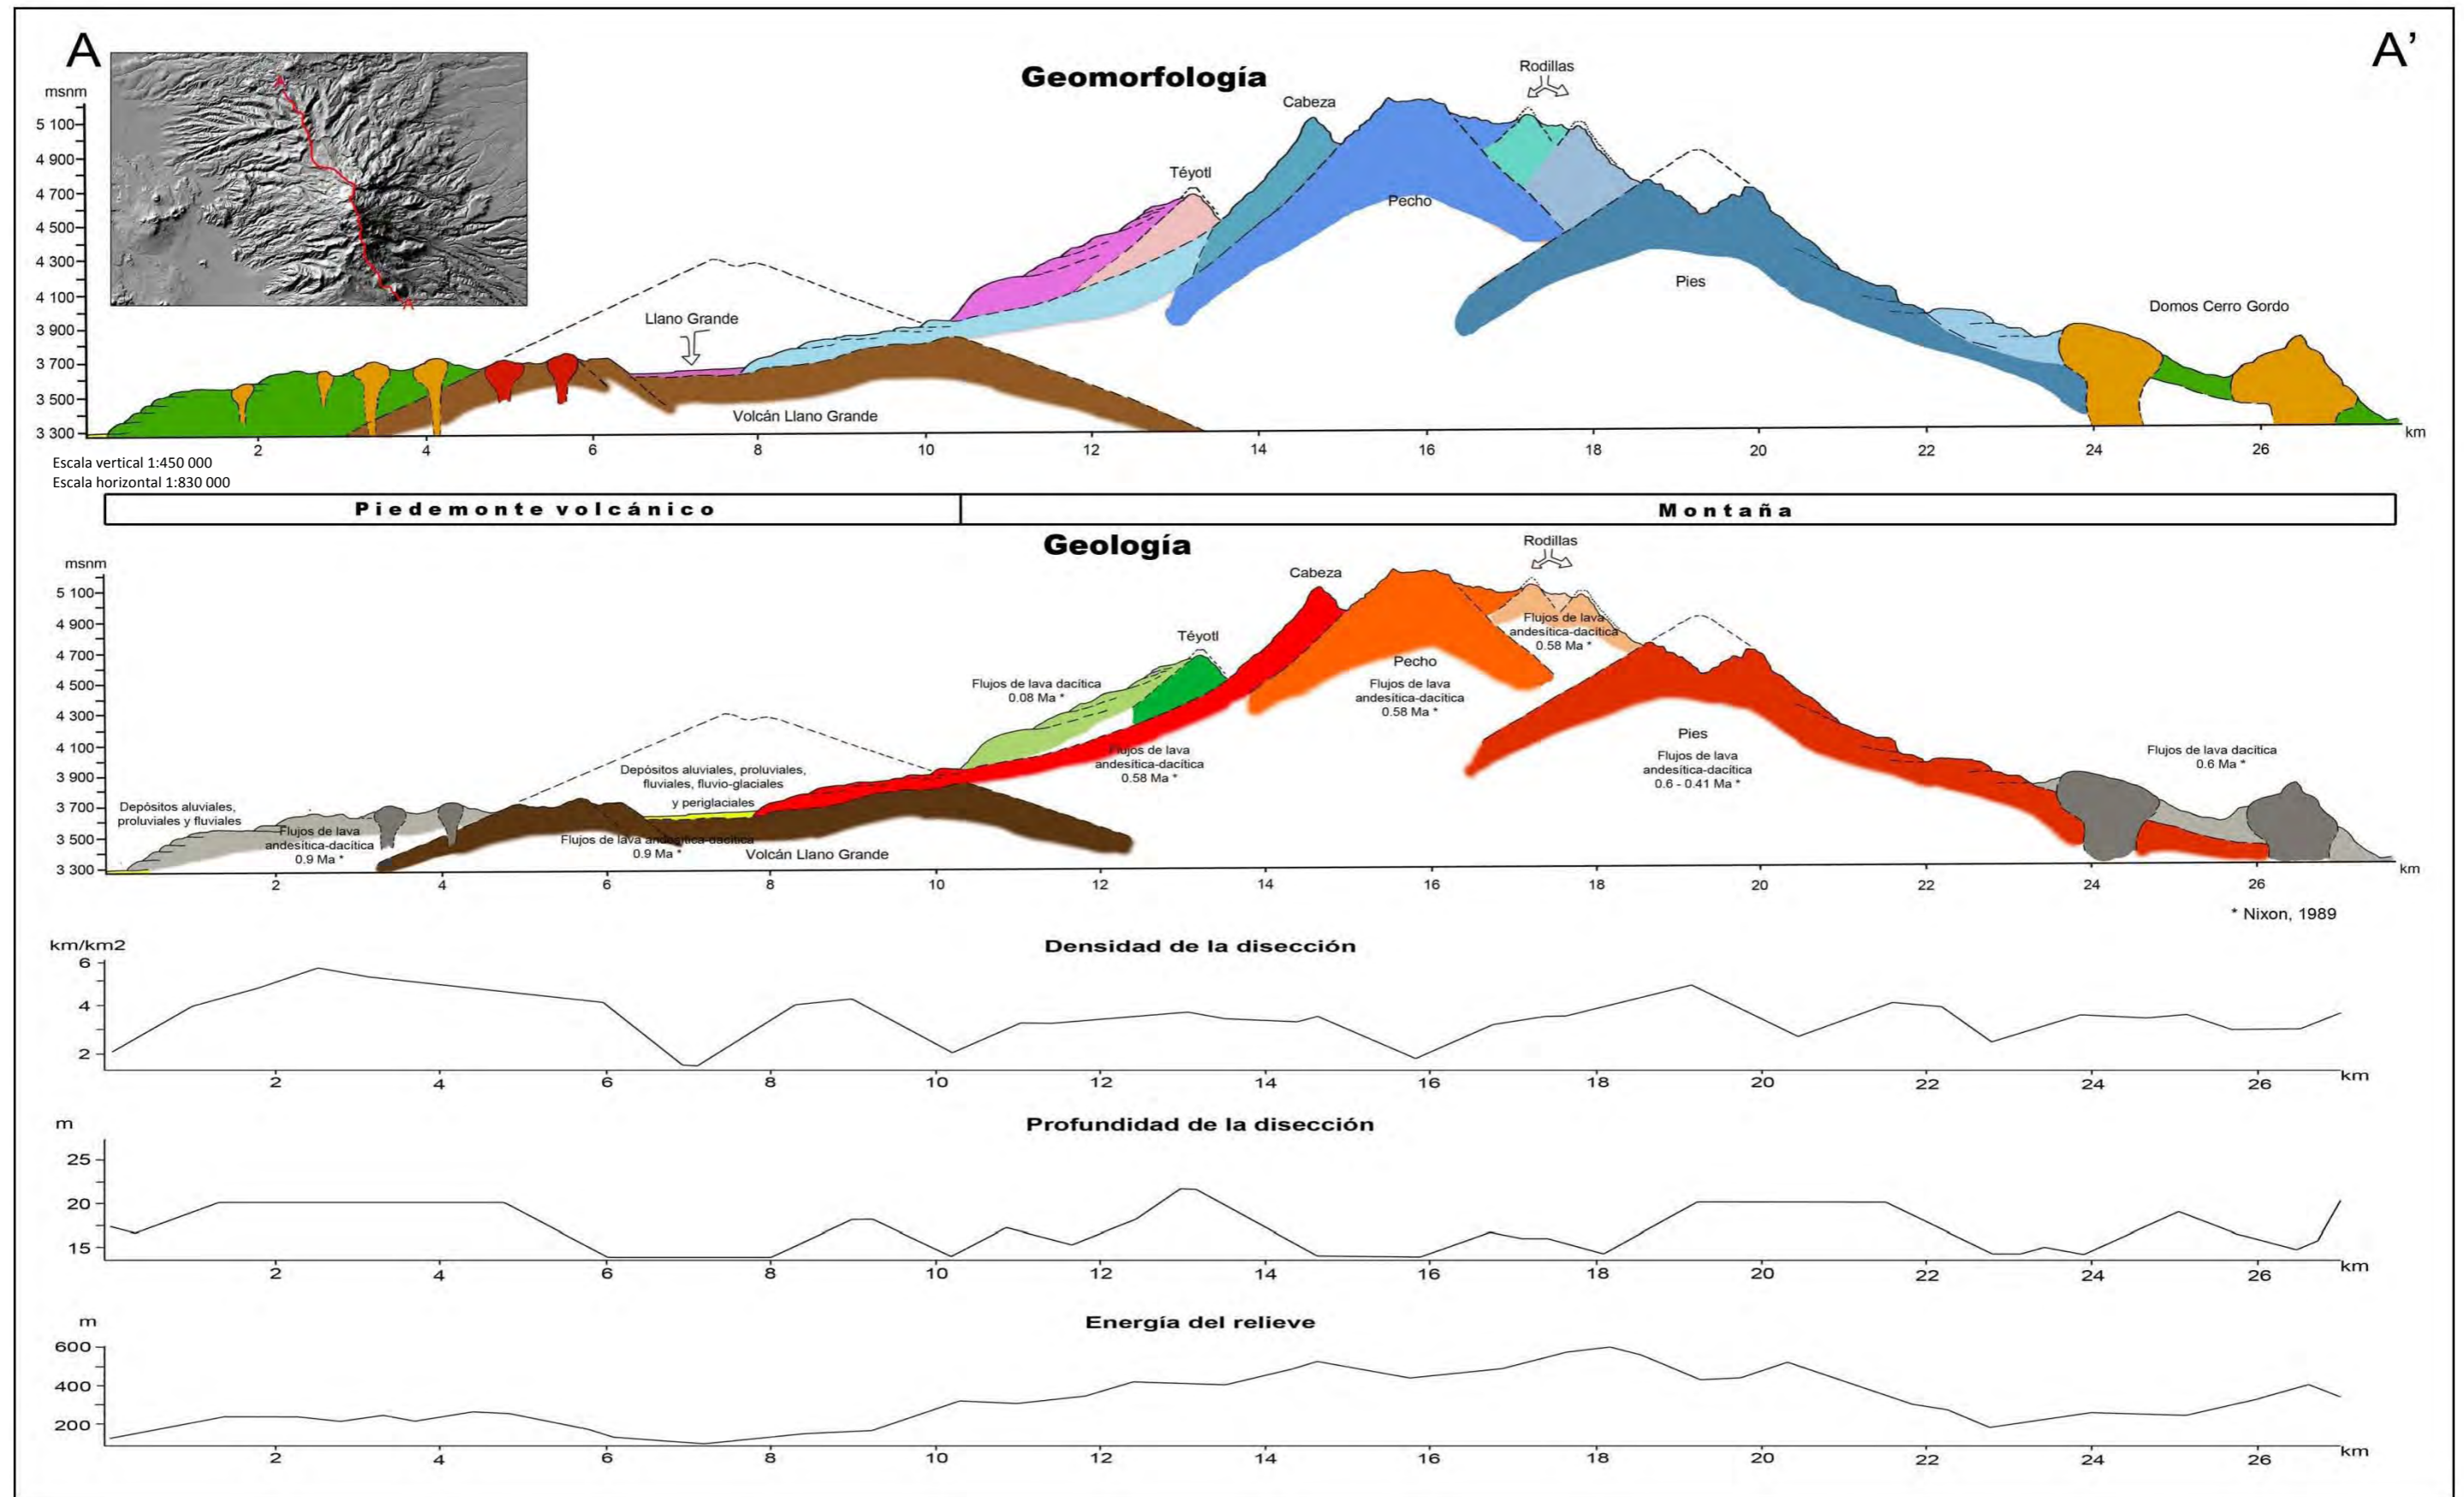 A
A'
Geomorfología
msnm
5 100
4 900
4 700
4 500
4 300
4 100
3 900
3 700
3 500
3 300
A
A'
Rodillas
Cabeza
Téyotl
Pecho
Pies
Llano Grande
Domos Cerro Gordo
Volcán Llano Grande
2 4 6 8 10 12 14 16 18 20 22 24 26 km
Escala vertical 1:450 000
Escala horizontal 1:830 000
Piedemonte volcánico
Montaña
Geología
msnm
5 100
4 900
4 700
4 500
4 300
4 100
3 900
3 700
3 500
3 300
Rodillas
Cabeza
Flujos de lava
andesítica-dacítica
0.58 Ma *
Téyotl
Pecho
Flujos de lava
andesítica-dacítica
0.58 Ma *
Flujos de lava dacítica
0.08 Ma *
Pies
Flujos de lava
andesítica-dacítica
0.6 - 0.41 Ma *
Flujos de lava
andesítica-dacítica
0.58 Ma *
Flujos de lava dacítica
0.6 Ma *
Depósitos aluviales, proluviales,
fluviales, fluvio-glaciales
y periglaciales
Depósitos aluviales,
proluviales y fluviales
Flujos de lava
andesítica-dacítica
0.9 Ma *
Flujos de lava andesítica-dacítica
0.9 Ma *
Volcán Llano Grande
2 4 6 8 10 12 14 16 18 20 22 24 26 km
* Nixon, 1989
Densidad de la disección
km/km2
6
4
2
2 4 6 8 10 12 14 16 18 20 22 24 26 km
Profundidad de la disección
m
25
20
15
2 4 6 8 10 12 14 16 18 20 22 24 26 km
Energía del relieve
m
600
400
200
2 4 6 8 10 12 14 16 18 20 22 24 26 km